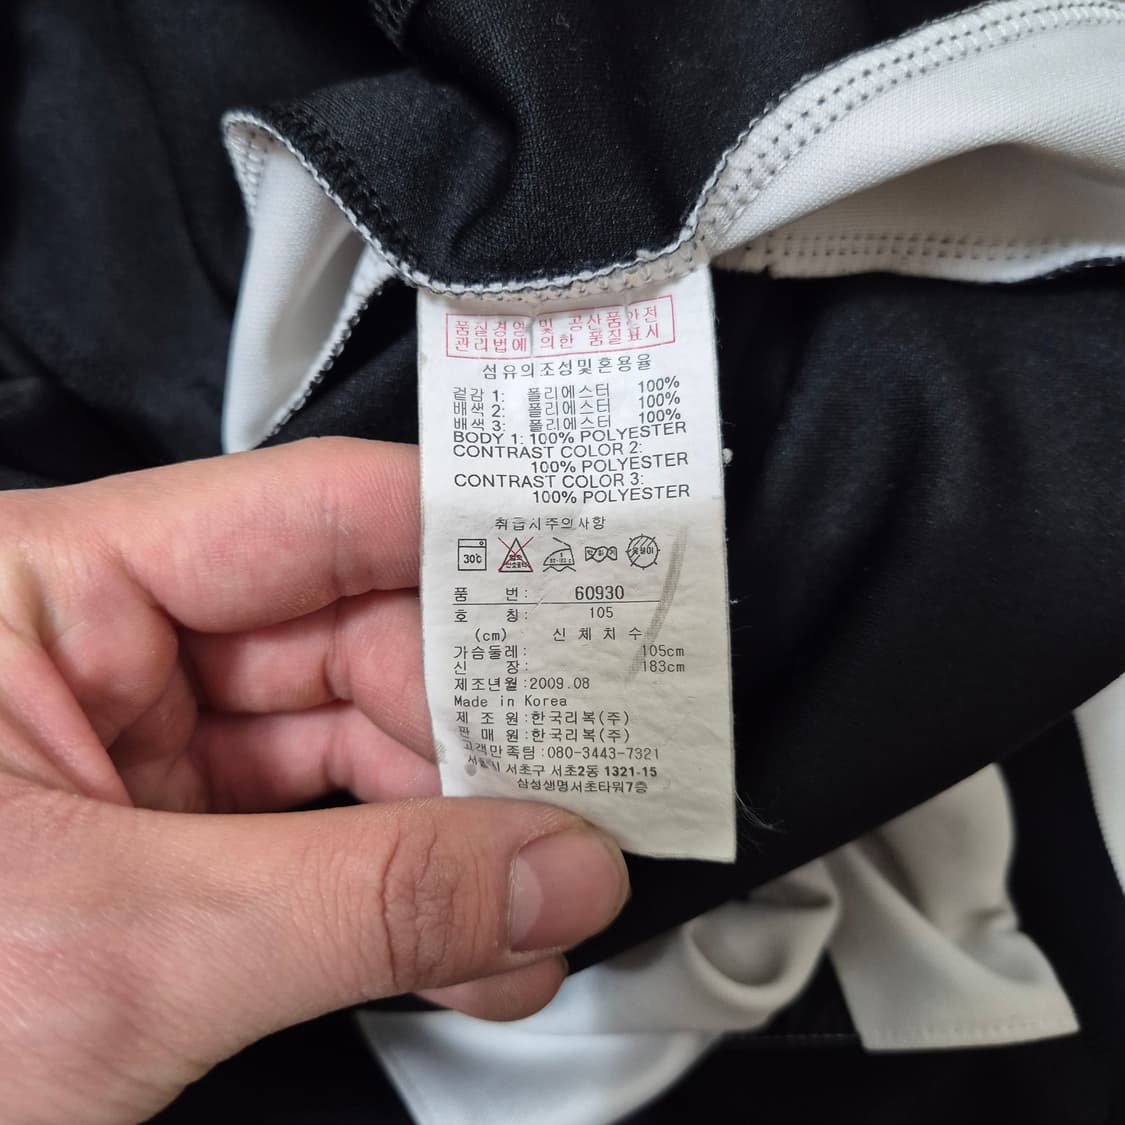 품질경영 및 공산품안전
관리법에 의한 품질표시
섬유의조성및혼용율
겉감 1: 폴리에스터 100%
배색 2: 폴리에스터 100%
배색 3: 폴리에스터 100%
BODY 1: 100% POLYESTER
CONTRAST COLOR 2:
100% POLYESTER
CONTRAST COLOR 3:
100% POLYESTER
취급시주의사항
30℃
품 번: 60930
호 칭: 105
(cm) 신 체 치 수
가슴둘레: 105cm
신 장: 183cm
제조년월:2009.08
Made in Korea
제 조 원:한국리복(주)
판 매 원:한국리복(주)
고객만족팀:080-3443-7321
서울시 서초구 서초2동 1321-15
삼성생명서초타워7층